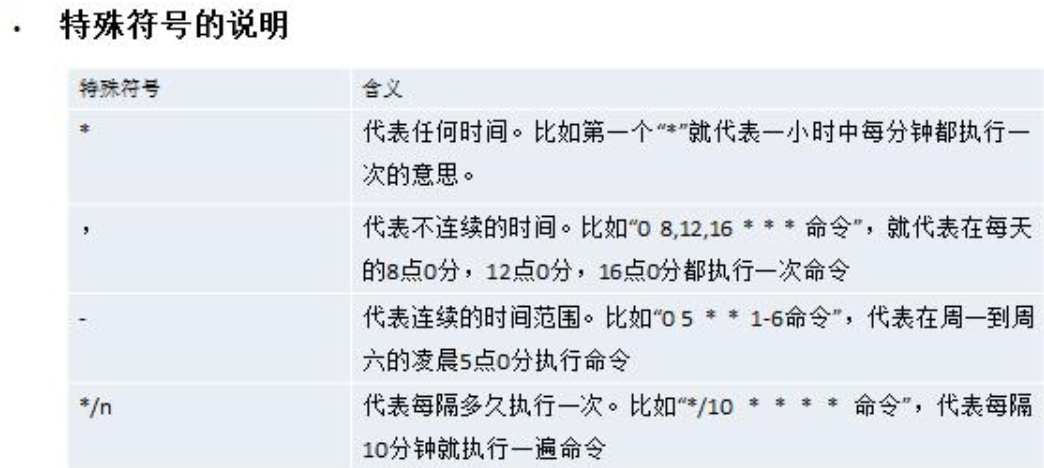 • 特殊符号的说明
特殊符号 含义
* 代表任何时间。比如第一个“*”就代表一小时中每分钟都执行一
次的意思。
， 代表不连续的时间。比如“0 8,12,16 * * * 命令”，就代表在每天
的8点0分，12点0分，16点0分都执行一次命令
- 代表连续的时间范围。比如“0 5 * * 1-6命令”，代表在周一到周
六的凌晨5点0分执行命令
*/n 代表每隔多久执行一次。比如“*/10 * * * * 命令”，代表每隔
10分钟就执行一遍命令